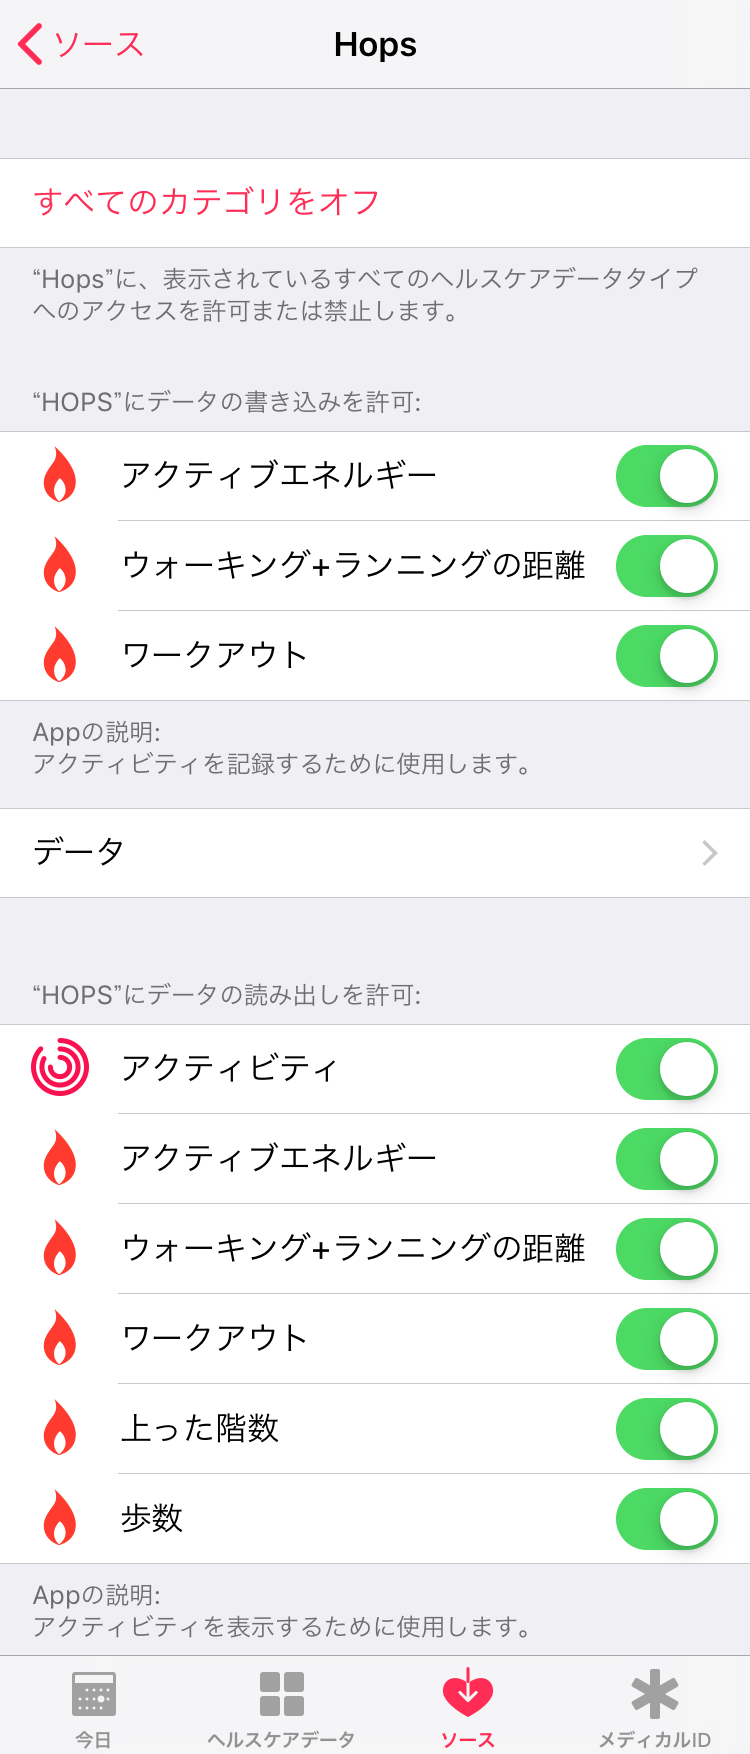 ソース
Hops
すべてのカテゴリをオフ
“Hops”に、表示されているすべてのヘルスケアデータタイプ
へのアクセスを許可または禁止します。
“HOPS”にデータの書き込みを許可:
アクティブエネルギー
ウォーキング+ランニングの距離
ワークアウト
Appの説明:
アクティビティを記録するために使用します。
データ
“HOPS”にデータの読み出しを許可:
アクティビティ
アクティブエネルギー
ウォーキング+ランニングの距離
ワークアウト
上った階数
歩数
Appの説明:
アクティビティを表示するために使用します。
今日
ヘルスケアデータ
ソース
メディカルID